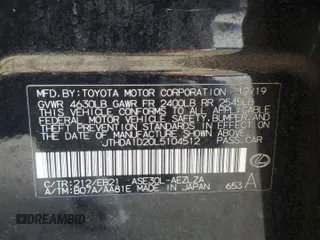 MFD.BY:TOYOTA MOTOR CORPORATION 12/19
GVWR 4630LB GAWR FR 2400LB RR 2545LB
THIS VEHICLE CONFORMS TO ALL APPLICABLE
FEDERAL MOTOR VEHICLE SAFETY,BUMPER,AND
THEFT PREVENTION STANDARDS IN EFFECT ON
THE DATE OF MANUFACTURE SHOWN ABOVE.
JTHDA1D20L5104512 PASS.CAR
C/TR:212/EB21 ASE30L-AEZLZA
A/TM:B07A/AA81E MADE IN JAPAN 653 A